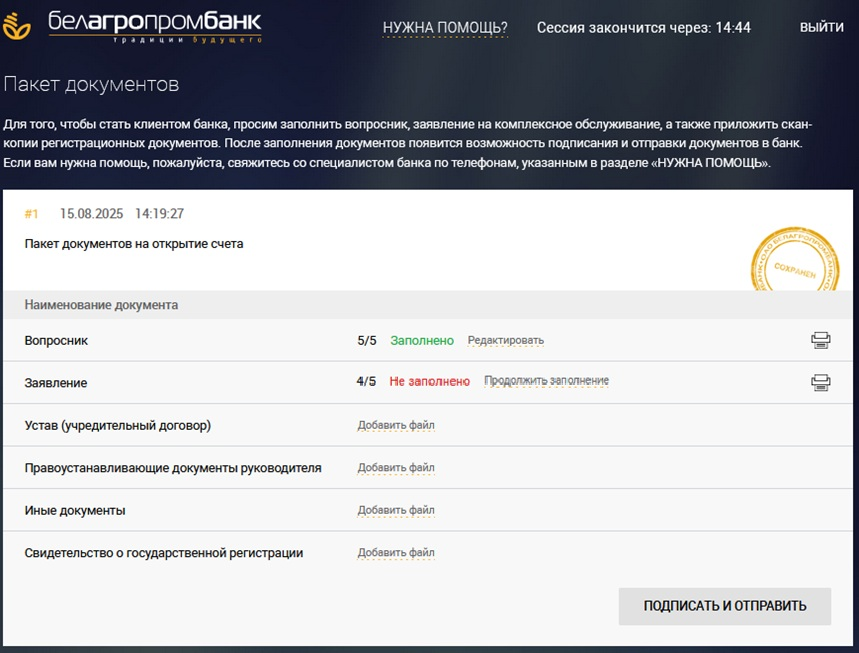 белагропромбанк
традиции будущего
НУЖНА ПОМОЩЬ?
Сессия закончится через: 14:44
ВЫЙТИ
Пакет документов
Для того, чтобы стать клиентом банка, просим заполнить вопросник, заявление на комплексное обслуживание, а также приложить скан-
копии регистрационных документов. После заполнения документов появится возможность подписания и отправки документов в банк.
Если вам нужна помощь, пожалуйста, свяжитесь со специалистом банка по телефонам, указанным в разделе «НУЖНА ПОМОЩЬ».
#1 15.08.2025 14:19:27
Пакет документов на открытие счета
ОАО БЕЛАГРОПРОМБАНК
СОХРАНЕН
Наименование документа
Вопросник 5/5 Заполнено Редактировать
Заявление 4/5 Не заполнено Продолжить заполнение
Устав (учредительный договор) Добавить файл
Правоустанавливающие документы руководителя Добавить файл
Иные документы Добавить файл
Свидетельство о государственной регистрации Добавить файл
ПОДПИСАТЬ И ОТПРАВИТЬ